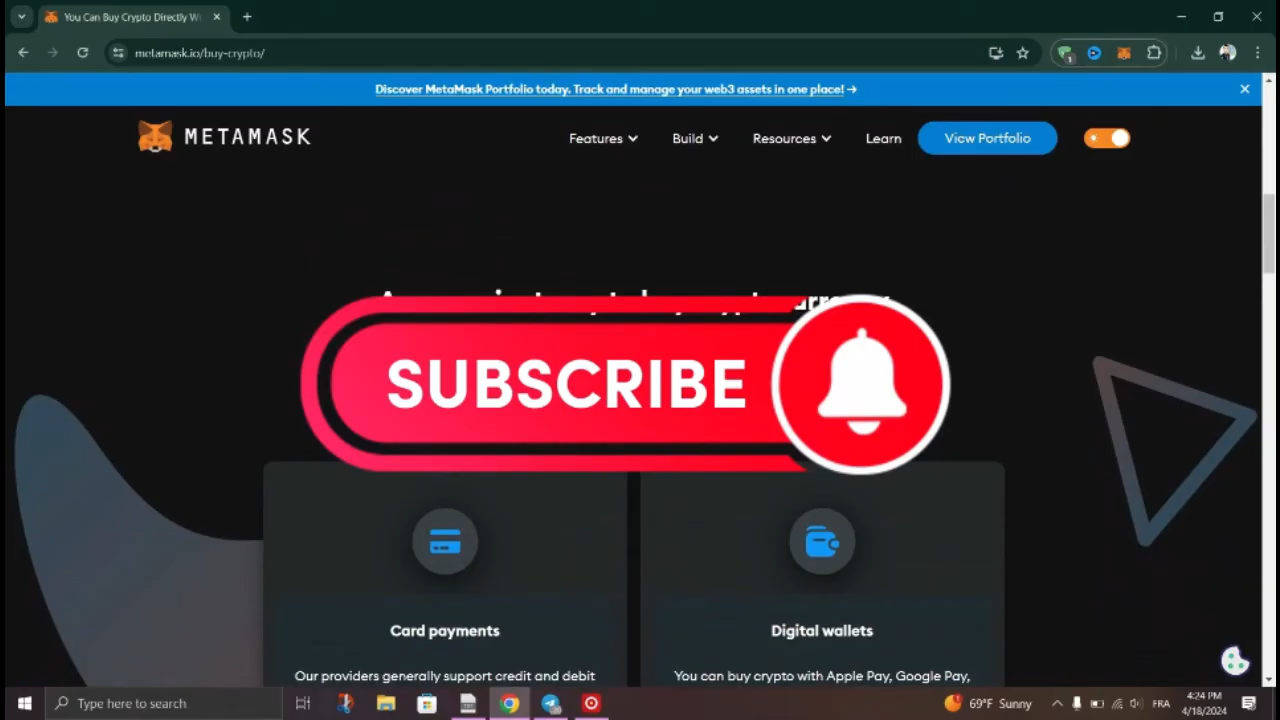 You Can Buy Crypto Directly Wi
metamask.io/buy-crypto/
1
Discover MetaMask Portfolio today. Track and manage your web3 assets in one place! →
METAMASK
Features
Build
Resources
Learn
View Portfolio
SUBSCRIBE
Card payments
Digital wallets
Our providers generally support credit and debit
You can buy crypto with Apple Pay, Google Pay,
Type here to search
69°F Sunny
FRA
4:24 PM
4/18/2024